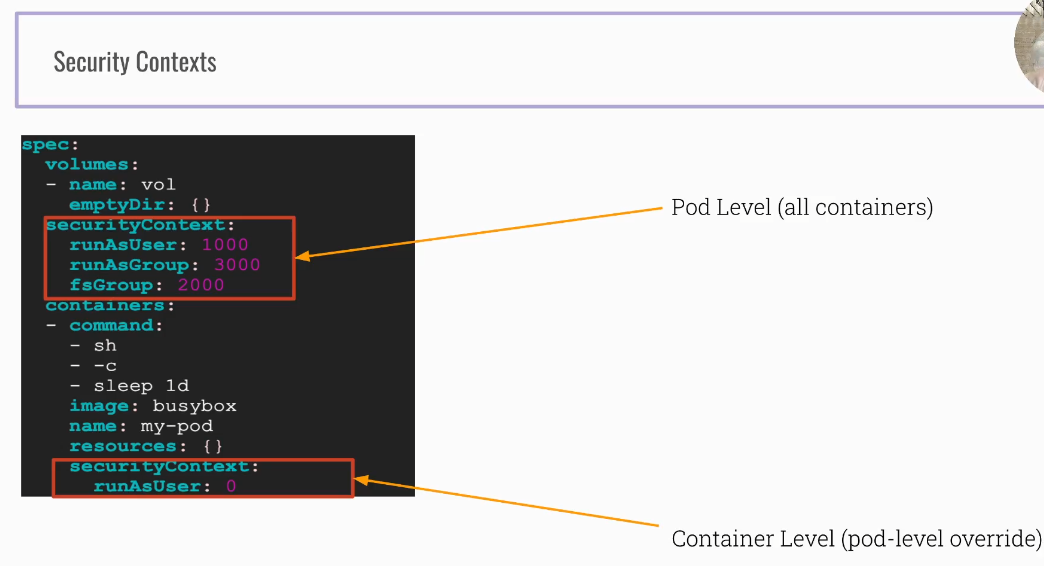 Security Contexts
spec:
  volumes:
  - name: vol
    emptyDir: {}
  securityContext:
    runAsUser: 1000
    runAsGroup: 3000
    fsGroup: 2000
  containers:
  - command:
    - sh
    - -c
    - sleep 1d
    image: busybox
    name: my-pod
    resources: {}
    securityContext:
      runAsUser: 0
Pod Level (all containers)
Container Level (pod-level override)